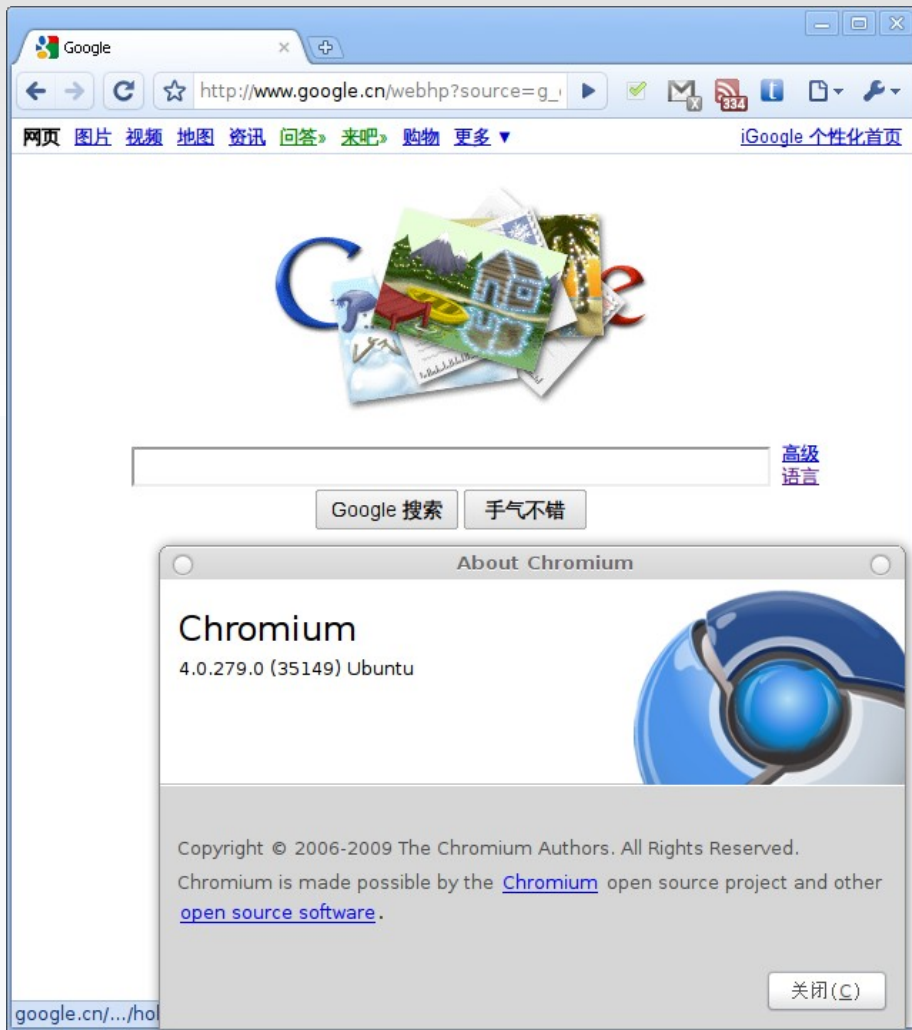 Google
http://www.google.cn/webhp?source=g_
334
网页 图片 视频 地图 资讯 问答» 来吧» 购物 更多 ▼ iGoogle 个性化首页
G e
高级
语言
Google 搜索 手气不错
About Chromium
Chromium
4.0.279.0 (35149) Ubuntu
Copyright © 2006-2009 The Chromium Authors. All Rights Reserved.
Chromium is made possible by the Chromium open source project and other
open source software.
关闭(C)
google.cn/.../hol